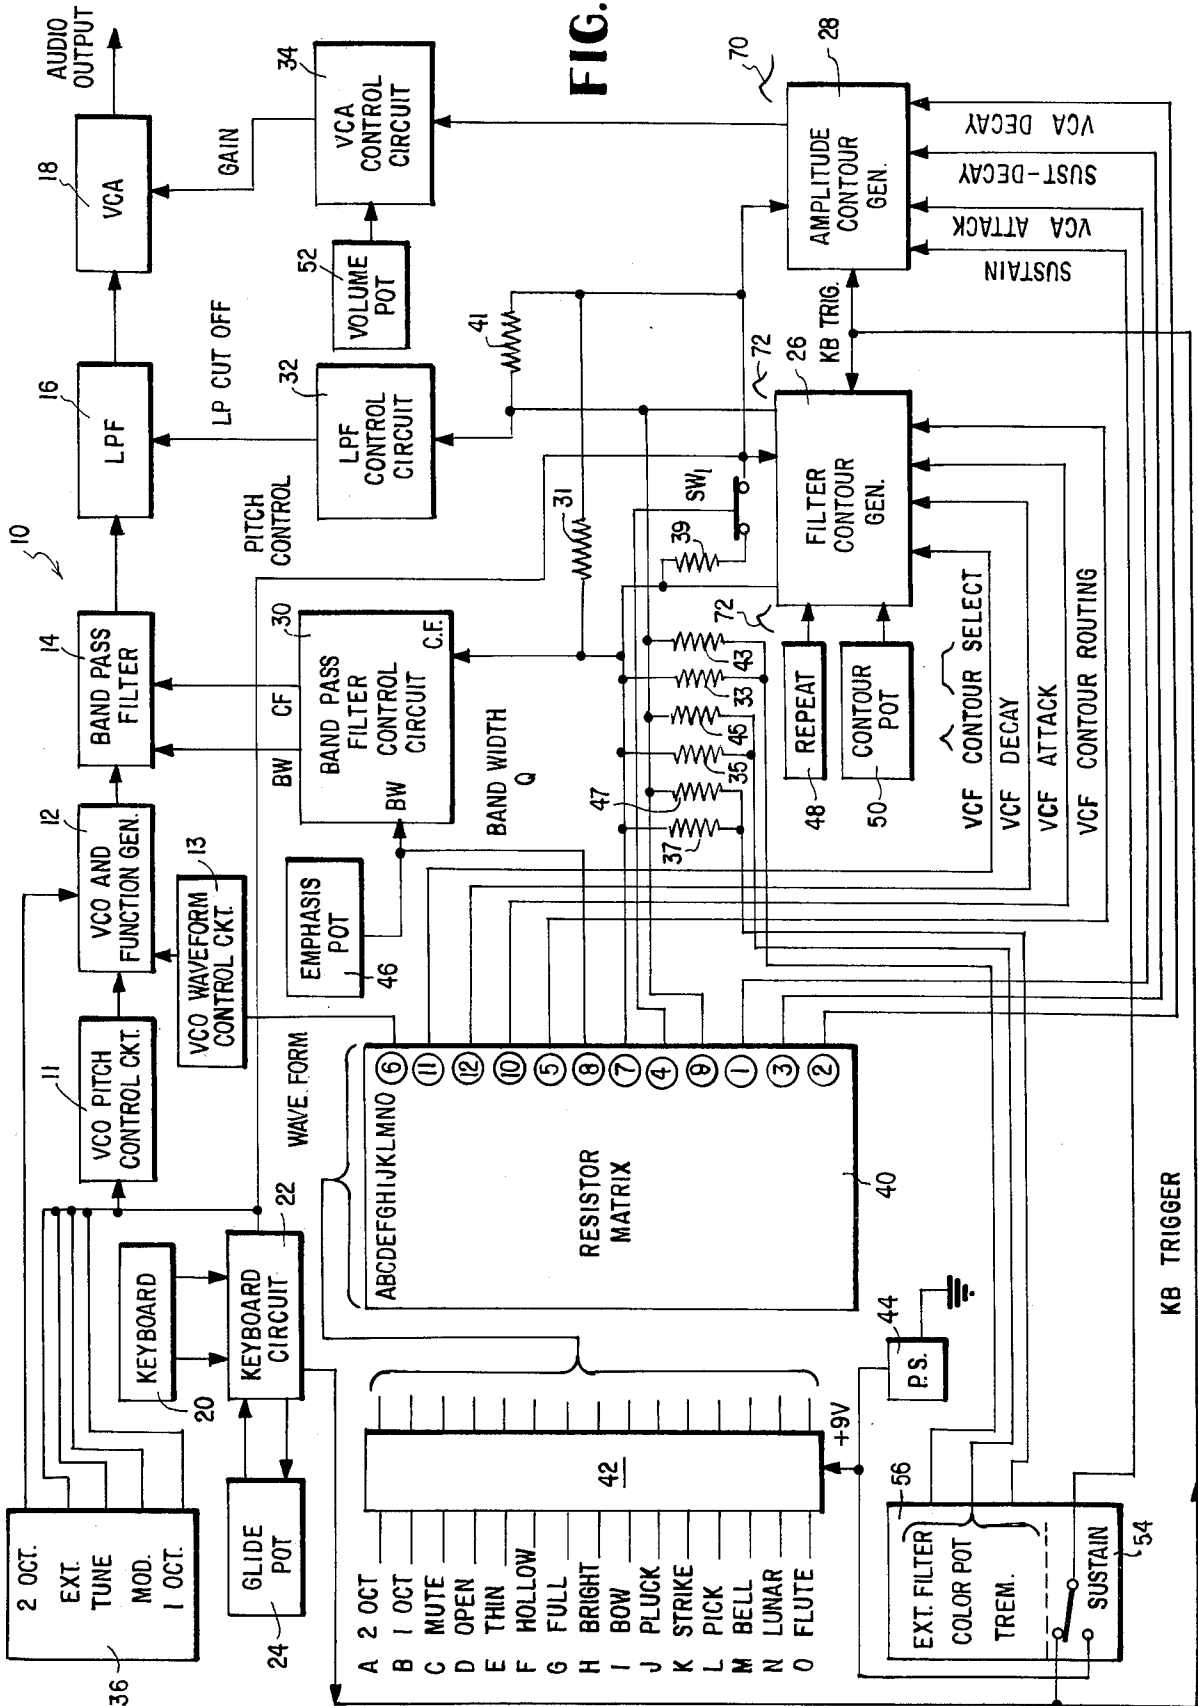 AUDIO
OUTPUT
18
VCA
GAIN
34
VCA
CONTROL
CIRCUIT
52
VOLUME
POT
FIG.
70
28
AMPLITUDE
CONTOUR
GEN.
VCA DECAY
SUST-DECAY
VCA ATTACK
SUSTAIN
KB TRIG.
16
LPF
LP CUT OFF
32
LPF
CONTROL
CIRCUIT
41
72
26
FILTER
CONTOUR
GEN.
10
14
BAND PASS
FILTER
PITCH
CONTROL
31
SW1
39
BW
CF
30
BAND PASS
FILTER
CONTROL
CIRCUIT
BW
C.F.
BAND WIDTH
Q
72
43
33
45
35
47
37
REPEAT
48
CONTOUR
POT
50
VCF CONTOUR SELECT
VCF DECAY
VCF ATTACK
VCF CONTOUR ROUTING
12
VCO AND
FUNCTION GEN.
13
VCO WAVEFORM
CONTROL CKT.
EMPHASIS
POT
46
11
VCO PITCH
CONTROL CKT.
WAVE FORM
ABCDEFGHIJKLMNO
6
11
12
10
5
8
7
4
9
1
3
2
RESISTOR
MATRIX
40
KEYBOARD
20
22
KEYBOARD
CIRCUIT
GLIDE
POT
24
2 OCT.
EXT.
TUNE
MOD.
1 OCT.
36
A 2 OCT
B 1 OCT
C MUTE
D OPEN
E THIN
F HOLLOW
G FULL
H BRIGHT
I BOW
J PLUCK
K STRIKE
L PICK
M BELL
N LUNAR
O FLUTE
42
+9V
44
P.S.
56
EXT. FILTER
COLOR POT
TREM.
SUSTAIN
54
KB TRIGGER